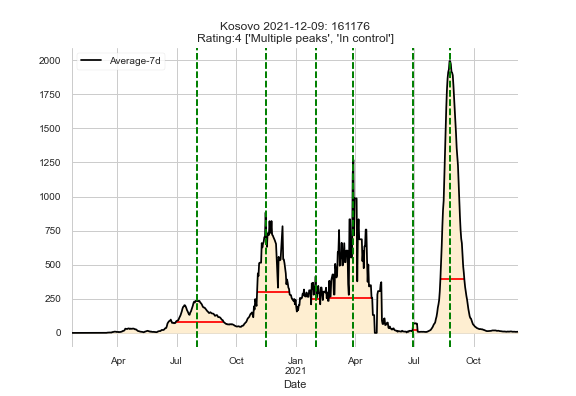 Kosovo 2021-12-09: 161176
Rating:4 ['Multiple peaks', 'In control']
Average-7d
2000
1750
1500
1250
1000
750
500
250
0
Apr Jul Oct Jan Apr Jul Oct
2021
Date